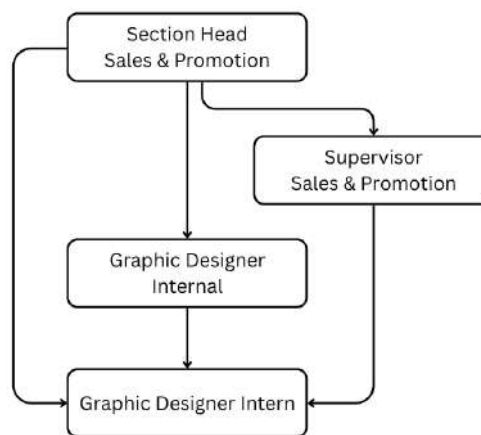 Section Head
Sales & Promotion
Supervisor
Sales & Promotion
Graphic Designer
Internal
Graphic Designer Intern